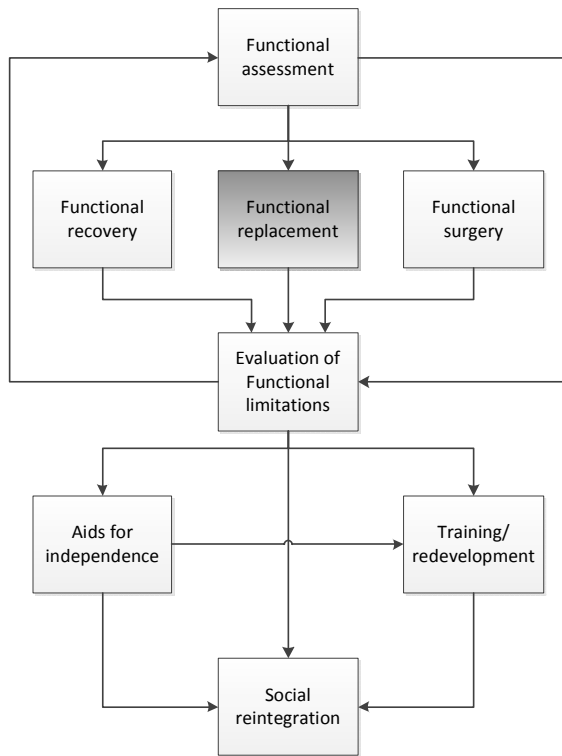 Functional
assessment
Functional
recovery
Functional
replacement
Functional
surgery
Evaluation of
Functional
limitations
Aids for
independence
Training/
redevelopment
Social
reintegration